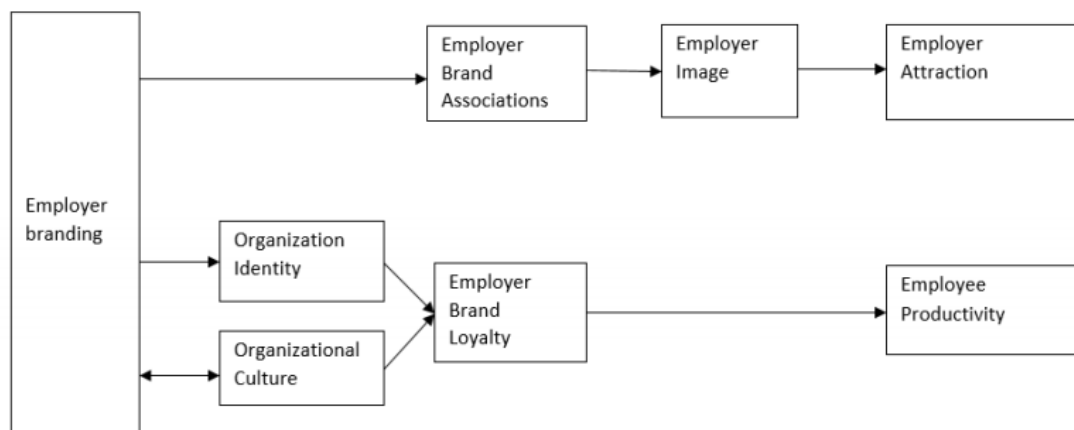 Employer
Brand
Associations
Employer
Image
Employer
Attraction
Employer
branding
Organization
Identity
Organizational
Culture
Employer
Brand
Loyalty
Employee
Productivity